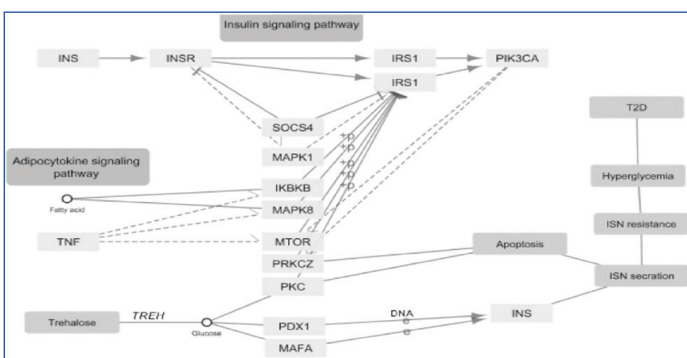 Insulin signaling pathway
INS
INSR
IRS1
PIK3CA
IRS1
T2D
SOCS4
+p
MAPK1
+p
Adipocytokine signaling
pathway
+p
IKBKB
+p
Hyperglycemia
Fatty acid
MAPK8
+p
ISN resistance
TNF
MTOR
Apoptosis
PRKCZ
ISN secration
PKC
Trehalose
TREH
Glucose
DNA
INS
PDX1
e
MAFA
e